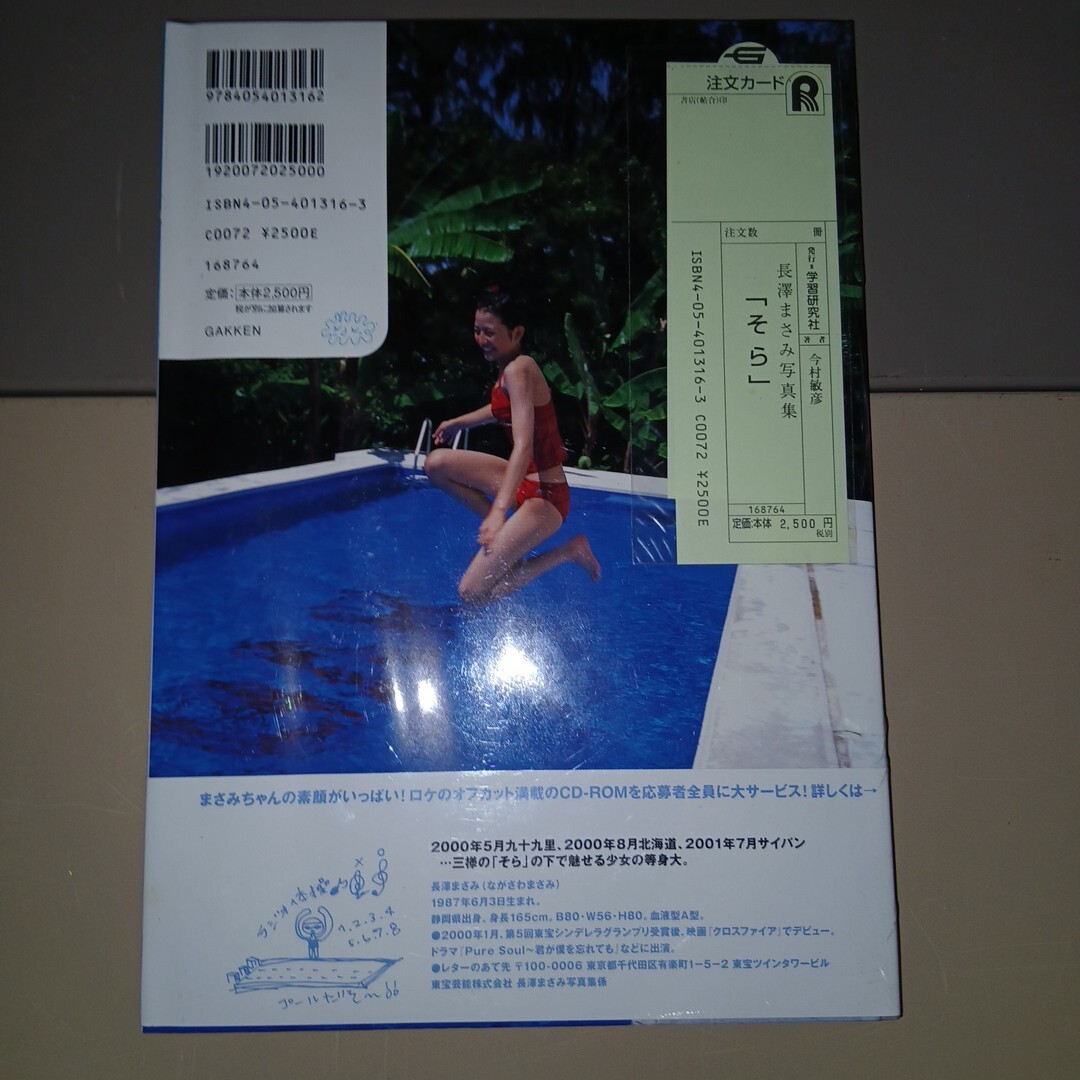 9784054013162
1920072025000
ISBN4-05-401316-3
C0072 ¥2500E
168764
定価:本体2,500円
税が別に加算されます
GAKKEN
注文カード
書店(帖合)印
注文数 冊
発行● 学習研究社
著者 今村敏彦
長澤まさみ写真集
「そら」
ISBN4-05-401316-3 C0072 ¥2500E
168764
定価:本体 2,500 円
税別
まさみちゃんの素顔がいっぱい!ロケのオフカット満載のCD-ROMを応募者全員に大サービス!詳しくは→
2000年5月九十九里、2000年8月北海道、2001年7月サイパン
…三様の「そら」の下で魅せる少女の等身大。
長澤まさみ(ながさわまさみ)
1987年6月3日生まれ。
静岡県出身。身長165cm。B80・W56・H80。血液型A型。
●2000年1月、第5回東宝シンデレラグランプリ受賞後、映画『クロスファイア』でデビュー。
ドラマ『Pure Soul〜君が僕を忘れても』などに出演。
●レターのあて先 〒100-0006 東京都千代田区有楽町1-5-2 東宝ツインタワービル
東宝芸能株式会社 長澤まさみ写真集係
ラジオ体操
1.2.3.4
5.6.7.8